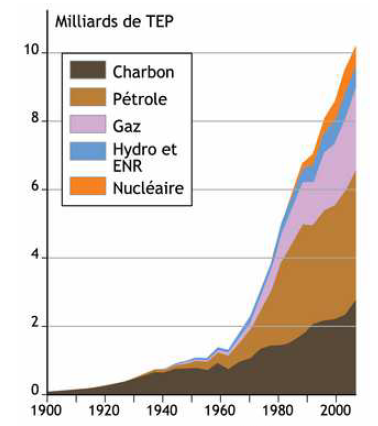 Milliards de TEP
10
Charbon
Pétrole
Gaz
Hydro et
ENR
Nucléaire
8
6
4
2
0
1900 1920 1940 1960 1980 2000